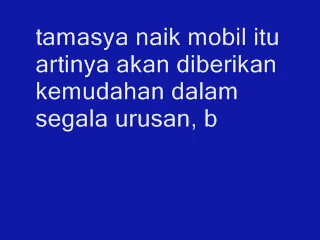 tamasya naik mobil itu
artinya akan diberikan
kemudahan dalam
segala urusan, b